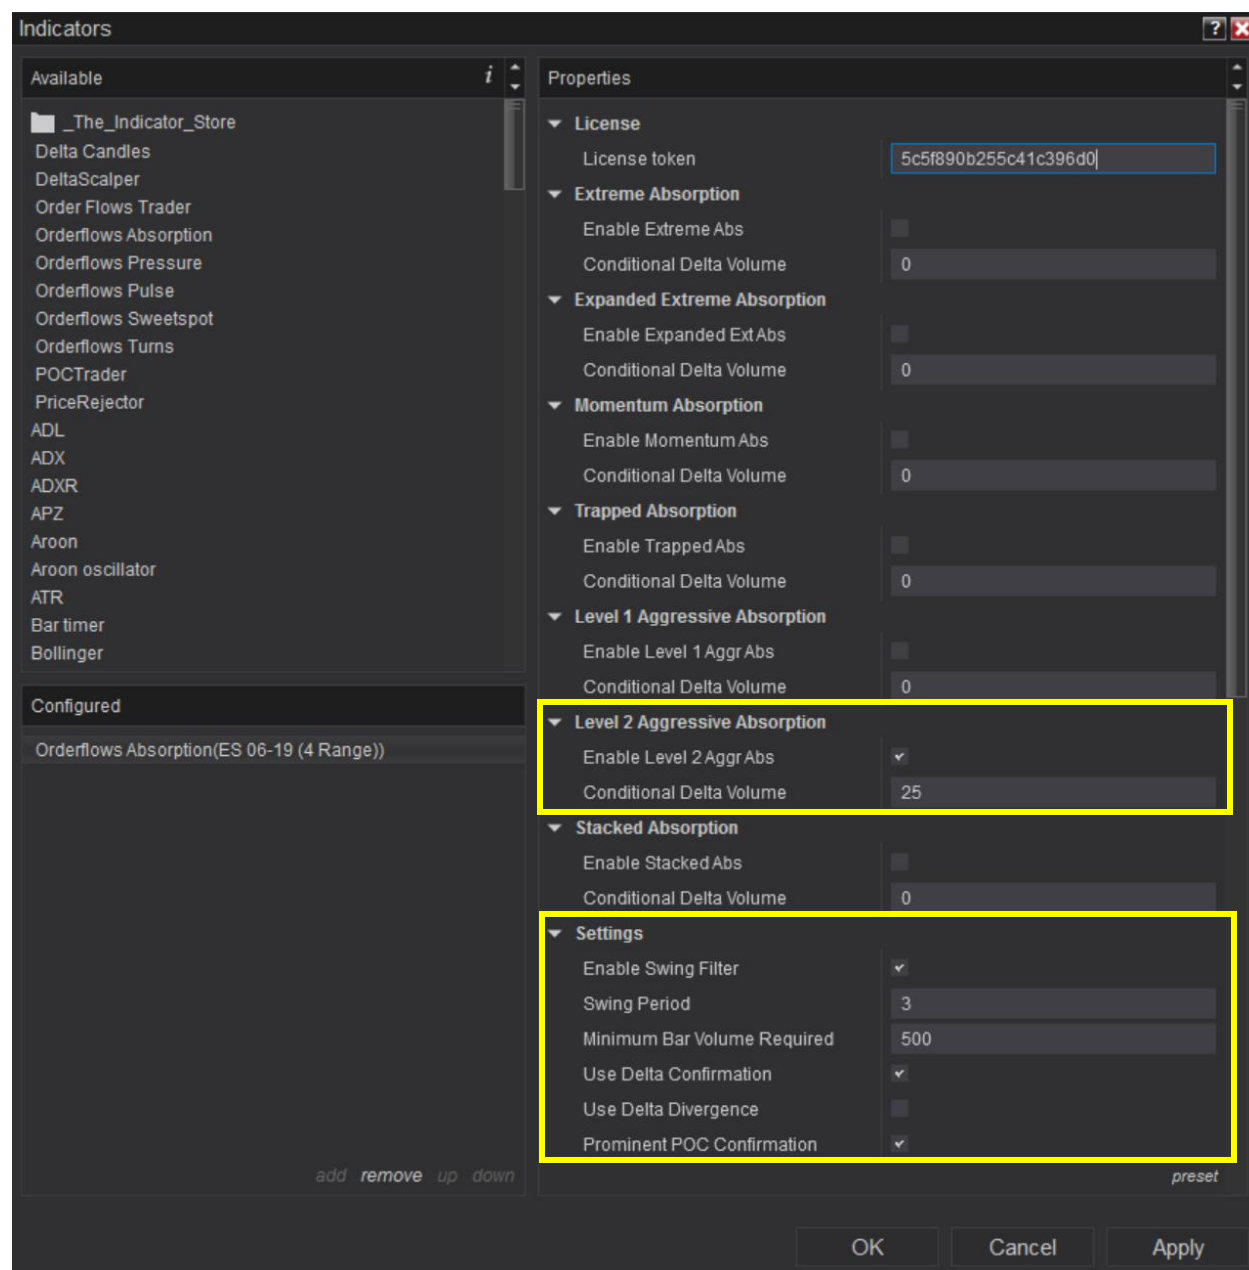 Indicators ?
Available i
_The_Indicator_Store
Delta Candles
DeltaScalper
Order Flows Trader
Orderflows Absorption
Orderflows Pressure
Orderflows Pulse
Orderflows Sweetspot
Orderflows Turns
POCTrader
PriceRejector
ADL
ADX
ADXR
APZ
Aroon
Aroon oscillator
ATR
Bar timer
Bollinger
Configured
Orderflows Absorption(ES 06-19 (4 Range))
add remove up down
Properties
License
License token 5c5f890b255c41c396d0
Extreme Absorption
Enable Extreme Abs
Conditional Delta Volume 0
Expanded Extreme Absorption
Enable Expanded Ext Abs
Conditional Delta Volume 0
Momentum Absorption
Enable Momentum Abs
Conditional Delta Volume 0
Trapped Absorption
Enable Trapped Abs
Conditional Delta Volume 0
Level 1 Aggressive Absorption
Enable Level 1 Aggr Abs
Conditional Delta Volume 0
Level 2 Aggressive Absorption
Enable Level 2 Aggr Abs
Conditional Delta Volume 25
Stacked Absorption
Enable Stacked Abs
Conditional Delta Volume 0
Settings
Enable Swing Filter
Swing Period 3
Minimum Bar Volume Required 500
Use Delta Confirmation
Use Delta Divergence
Prominent POC Confirmation
preset
OK Cancel Apply